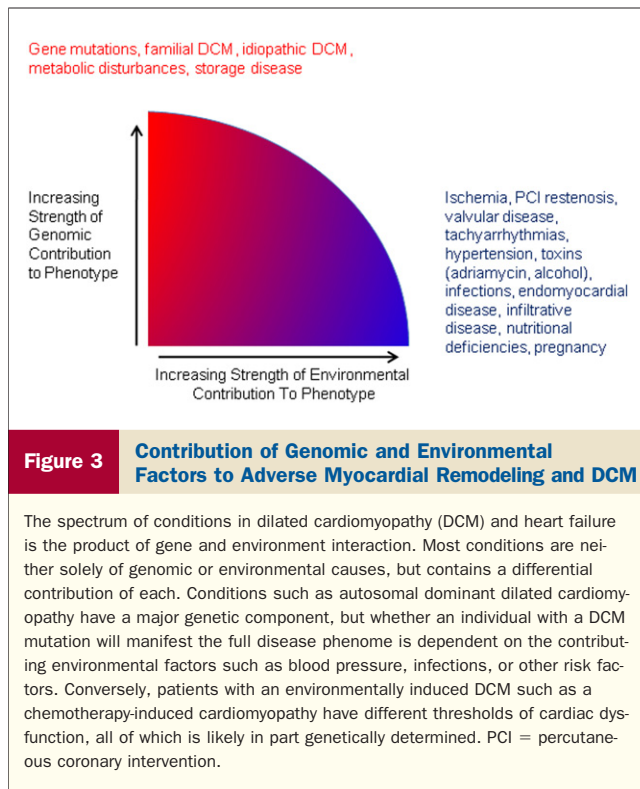 Gene mutations, familial DCM, idiopathic DCM,
metabolic disturbances, storage disease
Increasing
Strength of
Genomic
Contribution
to Phenotype
Ischemia, PCI restenosis,
valvular disease,
tachyarrhythmias,
hypertension, toxins
(adriamycin, alcohol),
infections, endomyocardial
disease, infiltrative
disease, nutritional
deficiencies, pregnancy
Increasing Strength of Environmental
Contribution To Phenotype
Figure 3
Contribution of Genomic and Environmental
Factors to Adverse Myocardial Remodeling and DCM
The spectrum of conditions in dilated cardiomyopathy (DCM) and heart failure
is the product of gene and environment interaction. Most conditions are nei-
ther solely of genomic or environmental causes, but contains a differential
contribution of each. Conditions such as autosomal dominant dilated cardiomy-
opathy have a major genetic component, but whether an individual with a DCM
mutation will manifest the full disease phenome is dependent on the contribut-
ing environmental factors such as blood pressure, infections, or other risk fac-
tors. Conversely, patients with an environmentally induced DCM such as a
chemotherapy-induced cardiomyopathy have different thresholds of cardiac dys-
function, all of which is likely in part genetically determined. PCI = percutane-
ous coronary intervention.